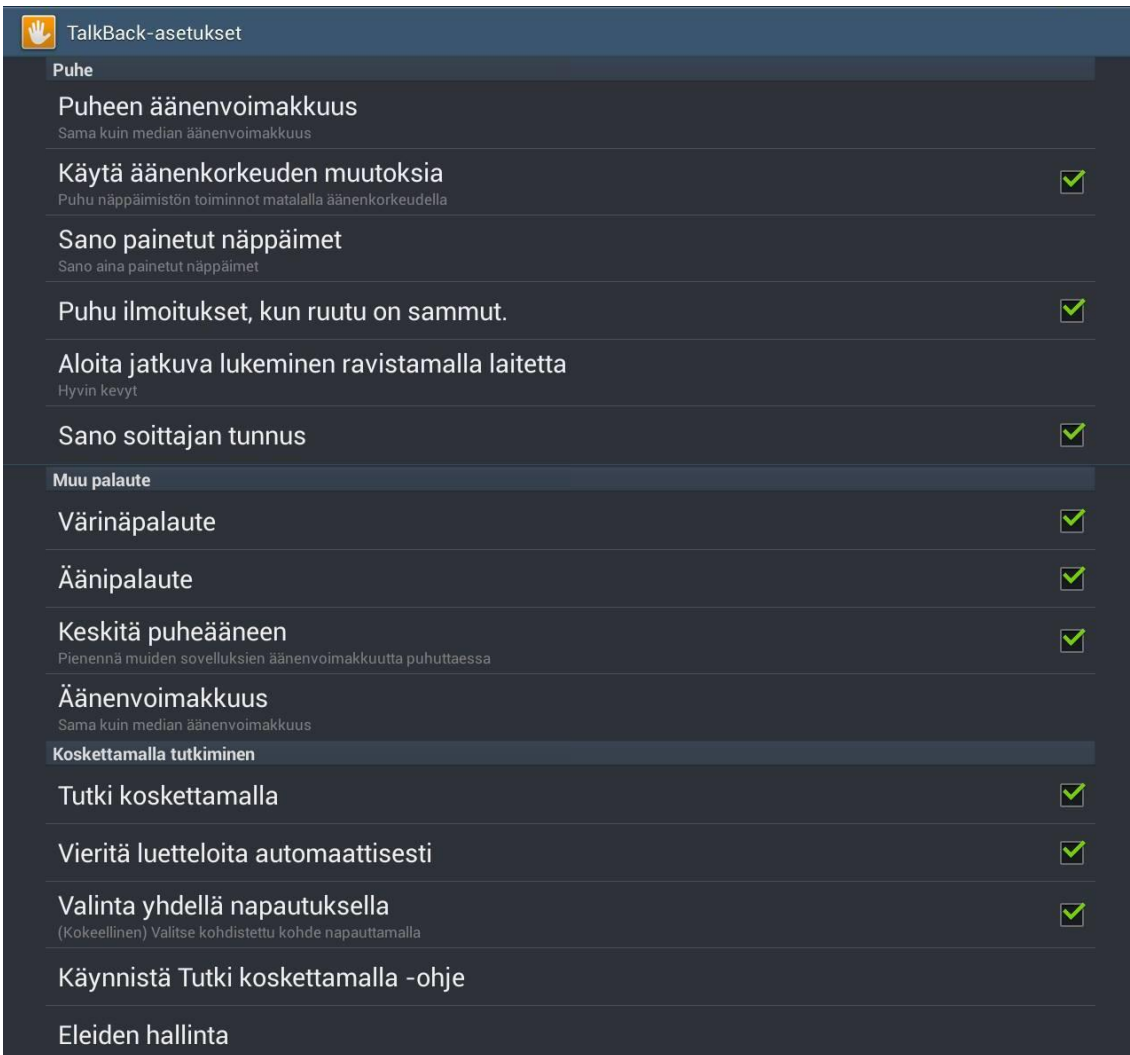 TalkBack-asetukset
Puhe
Puheen äänenvoimakkuus
Sama kuin median äänenvoimakkuus
Käytä äänenkorkeuden muutoksia
Puhu näppäimistön toiminnot matalalla äänenkorkeudella
Sano painetut näppäimet
Sano aina painetut näppäimet
Puhu ilmoitukset, kun ruutu on sammut.
Aloita jatkuva lukeminen ravistamalla laitetta
Hyvin kevyt
Sano soittajan tunnus
Muu palaute
Värinäpalaute
Äänipalaute
Keskitä puheääneen
Pienennä muiden sovelluksien äänenvoimakkuutta puhuttaessa
Äänenvoimakkuus
Sama kuin median äänenvoimakkuus
Koskettamalla tutkiminen
Tutki koskettamalla
Vieritä luetteloita automaattisesti
Valinta yhdellä napautuksella
(Kokeellinen) Valitse kohdistettu kohde napauttamalla
Käynnistä Tutki koskettamalla -ohje
Eleiden hallinta